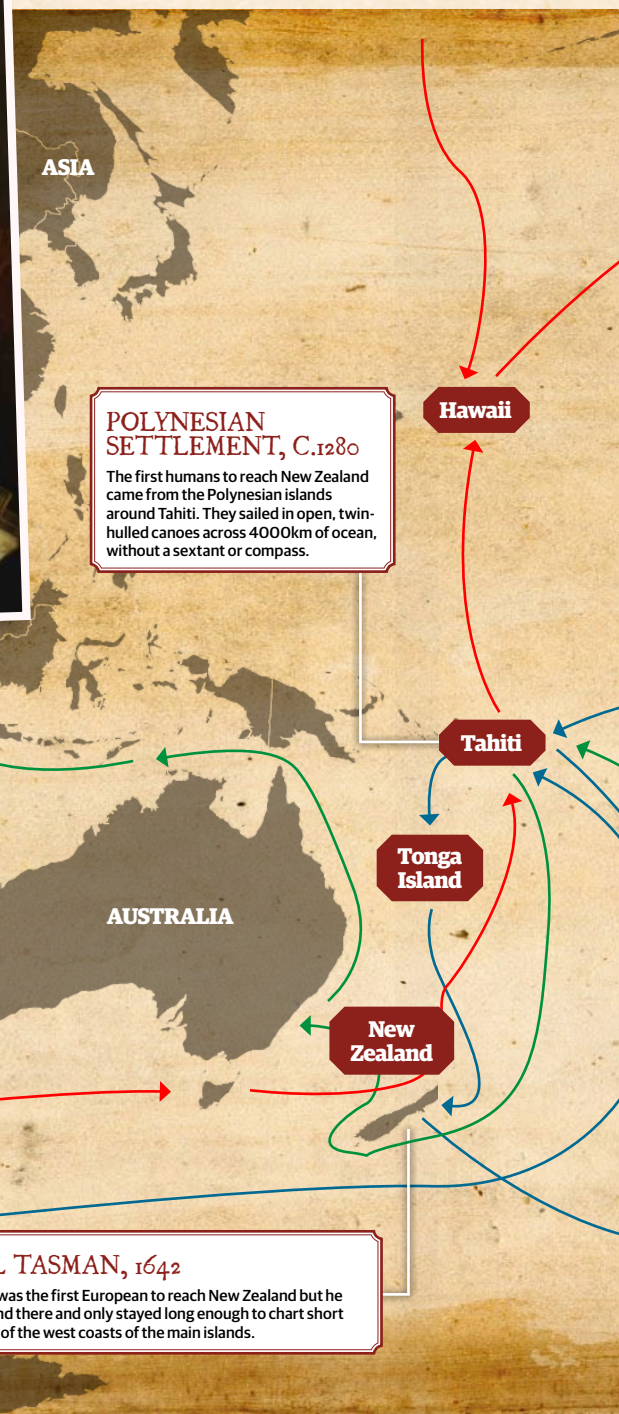 ASIA
POLYNESIAN
SETTLEMENT, C.1280
The first humans to reach New Zealand
came from the Polynesian islands
around Tahiti. They sailed in open, twin-
hulled canoes across 4000km of ocean,
without a sextant or compass.
Hawaii
Tahiti
Tonga
Island
AUSTRALIA
New
Zealand
L TASMAN, 1642
was the first European to reach New Zealand but he
nd there and only stayed long enough to chart short
of the west coasts of the main islands.